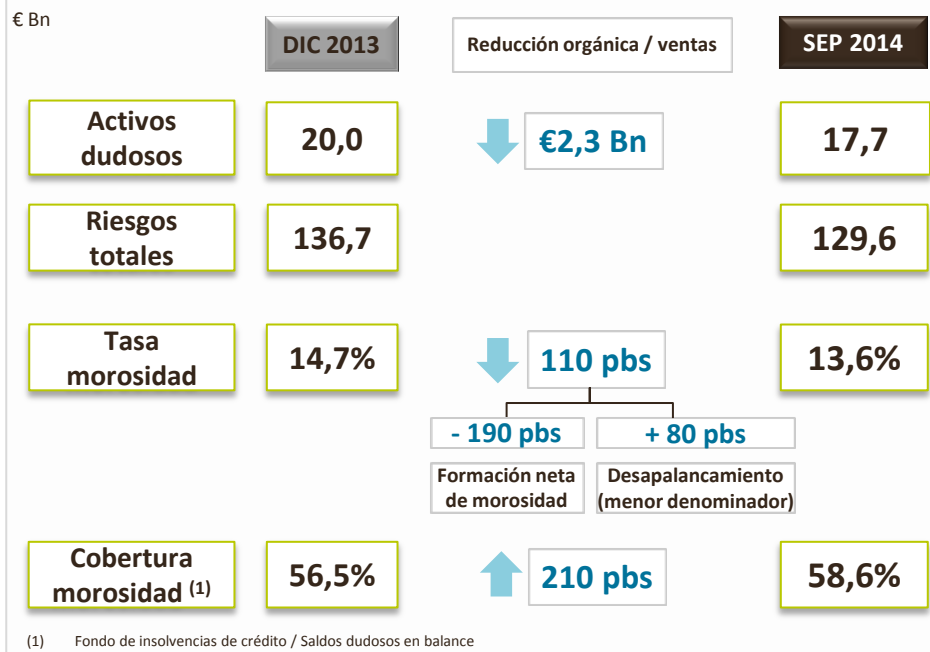 € Bn
DIC 2013
Reducción orgánica / ventas
SEP 2014
Activos
dudosos
20,0
€2,3 Bn
17,7
Riesgos
totales
136,7
129,6
Tasa
morosidad
14,7%
110 pbs
13,6%
- 190 pbs
+ 80 pbs
Formación neta
de morosidad
Desapalancamiento
(menor denominador)
Cobertura
morosidad (1)
56,5%
210 pbs
58,6%
(1) Fondo de insolvencias de crédito / Saldos dudosos en balance